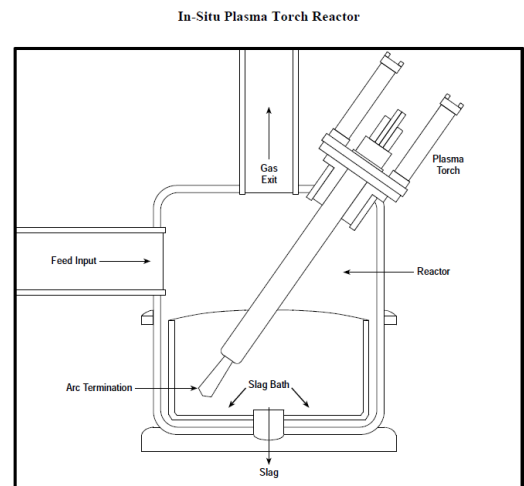 In-Situ Plasma Torch Reactor
Gas
Exit
Plasma
Torch
Feed Input
Reactor
Arc Termination
Slag Bath
Slag